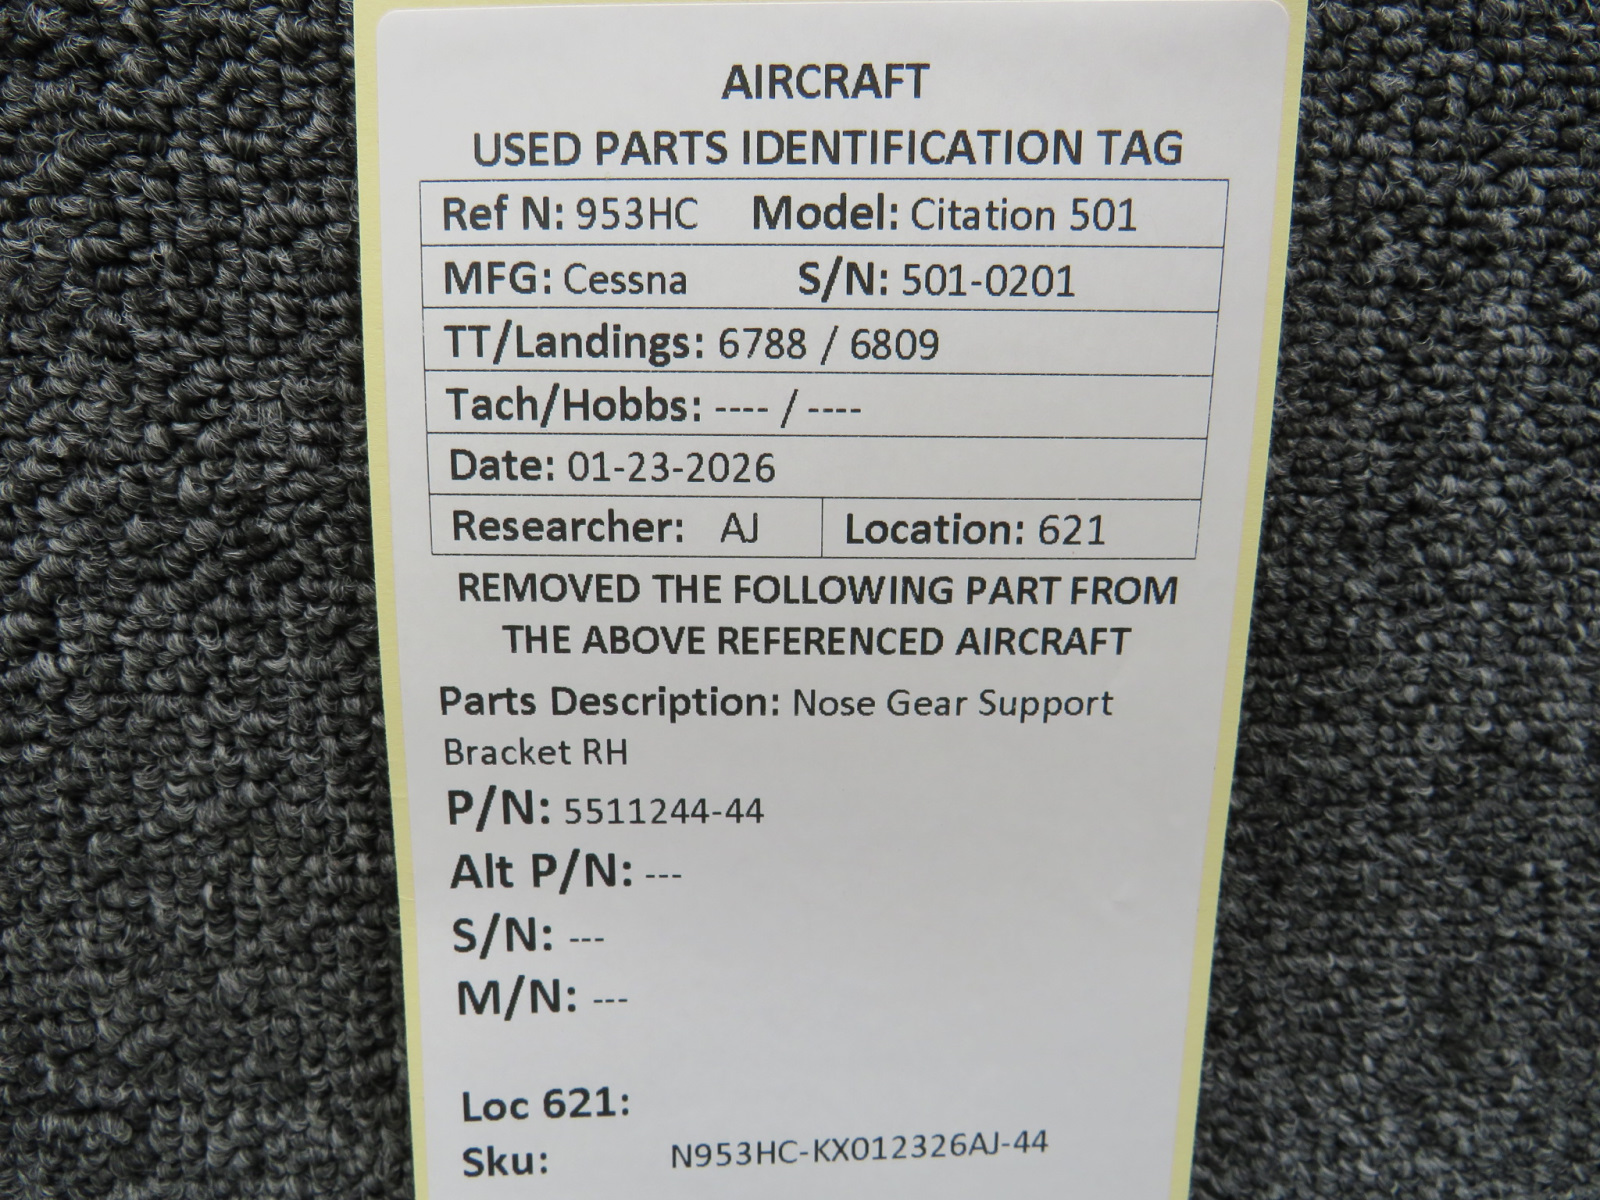 AIRCRAFT
USED PARTS IDENTIFICATION TAG
Ref N: 953HC Model: Citation 501
MFG: Cessna S/N: 501-0201
TT/Landings: 6788 / 6809
Tach/Hobbs: ---- / ----
Date: 01-23-2026
Researcher: AJ Location: 621
REMOVED THE FOLLOWING PART FROM
THE ABOVE REFERENCED AIRCRAFT
Parts Description: Nose Gear Support
Bracket RH
P/N: 5511244-44
Alt P/N: ---
S/N: ---
M/N: ---
Loc 621:
Sku: N953HC-KX012326AJ-44